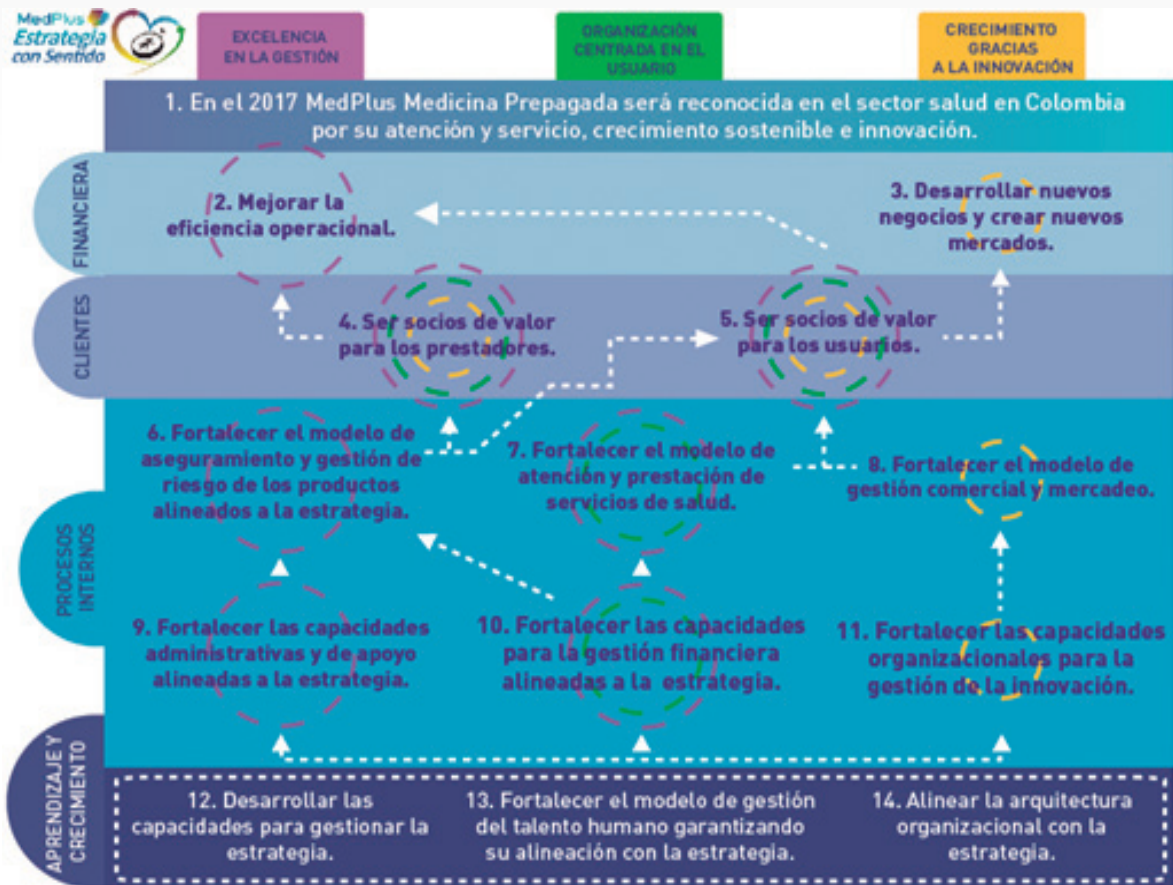 MedPlus
Estrategia
con Sentido
EXCELENCIA
EN LA GESTIÓN
ORGANIZACIÓN
CENTRADA EN EL
USUARIO
CRECIMIENTO
GRACIAS
A LA INNOVACIÓN
1. En el 2017 MedPlus Medicina Prepagada será reconocida en el sector salud en Colombia
por su atención y servicio, crecimiento sostenible e innovación.
FINANCIERA
2. Mejorar la
eficiencia operacional.
3. Desarrollar nuevos
negocios y crear nuevos
mercados.
CLIENTES
4. Ser socios de valor
para los prestadores.
5. Ser socios de valor
para los usuarios.
PROCESOS
INTERNOS
6. Fortalecer el modelo de
aseguramiento y gestión de
riesgo de los productos
alineados a la estrategia.
7. Fortalecer el modelo de
atención y prestación de
servicios de salud.
8. Fortalecer el modelo de
gestión comercial y mercadeo.
9. Fortalecer las capacidades
administrativas y de apoyo
alineadas a la estrategia.
10. Fortalecer las capacidades
para la gestión financiera
alineadas a la estrategia.
11. Fortalecer las capacidades
organizacionales para la
gestión de la innovación.
APRENDIZAJE Y
CRECIMIENTO
12. Desarrollar las
capacidades para gestionar la
estrategia.
13. Fortalecer el modelo de gestión
del talento humano garantizando
su alineación con la estrategia.
14. Alinear la arquitectura
organizacional con la
estrategia.